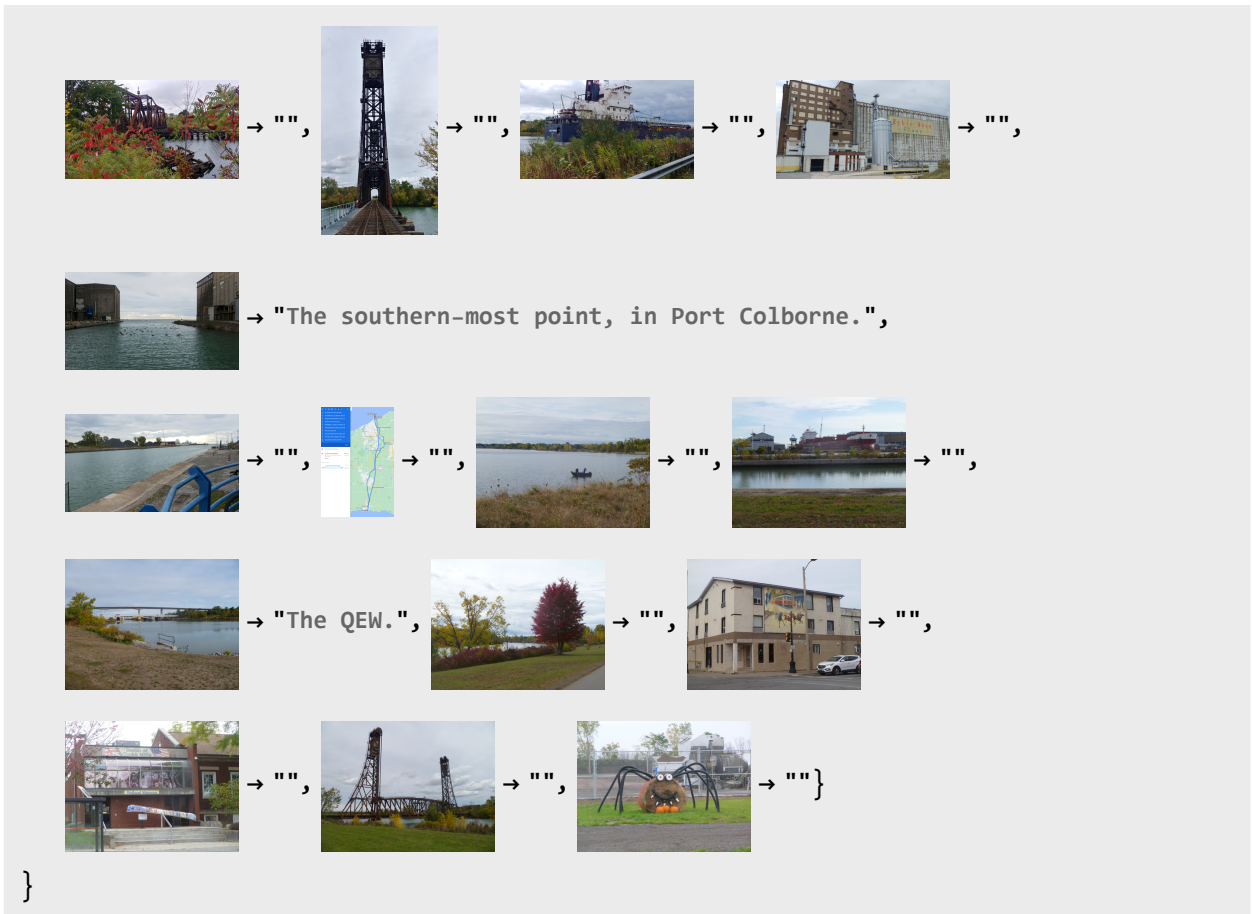 → "", → "", → "", → "",
→ "The southern-most point, in Port Colborne.",
→ "", → "", → "", → "",
→ "The QEW.", → "", → "",
→ "", → "", → ""}
}